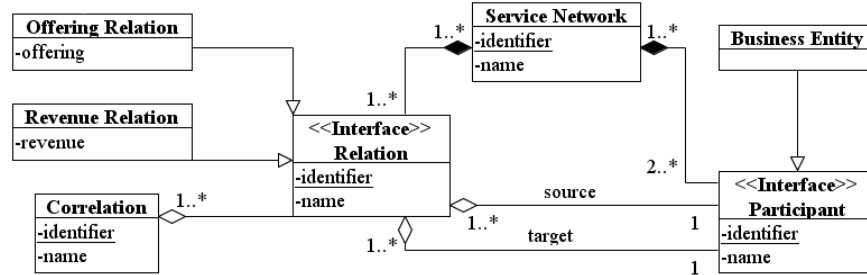 Offering Relation
-offering
Revenue Relation
-revenue
Correlation
-identifier
-name
1..*
<<Interface>>
Relation
-identifier
-name
1..*
1..*
Service Network
-identifier
-name
1..*
2..*
Business Entity
<<Interface>>
Participant
-identifier
-name
source
1..*
1
target
1..*
1